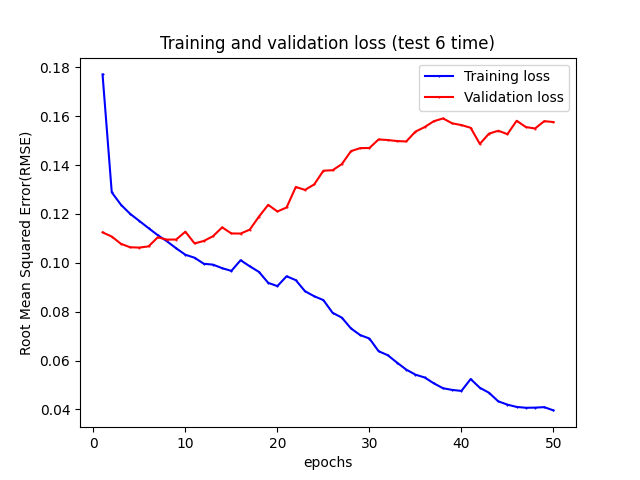 Training and validation loss (test 6 time)
Training loss
Validation loss
Root Mean Squared Error(RMSE)
0.18
0.16
0.14
0.12
0.10
0.08
0.06
0.04
0 10 20 30 40 50
epochs